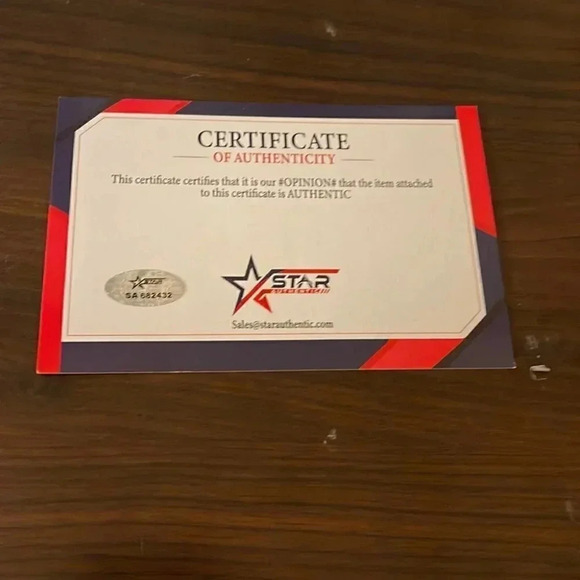 CERTIFICATE
OF AUTHENTICITY
This certificate certifies that it is our #OPINION# that the item attached
to this certificate is AUTHENTIC
SA 682432
STAR
AUTHENTIC
Sales@starauthentic.com